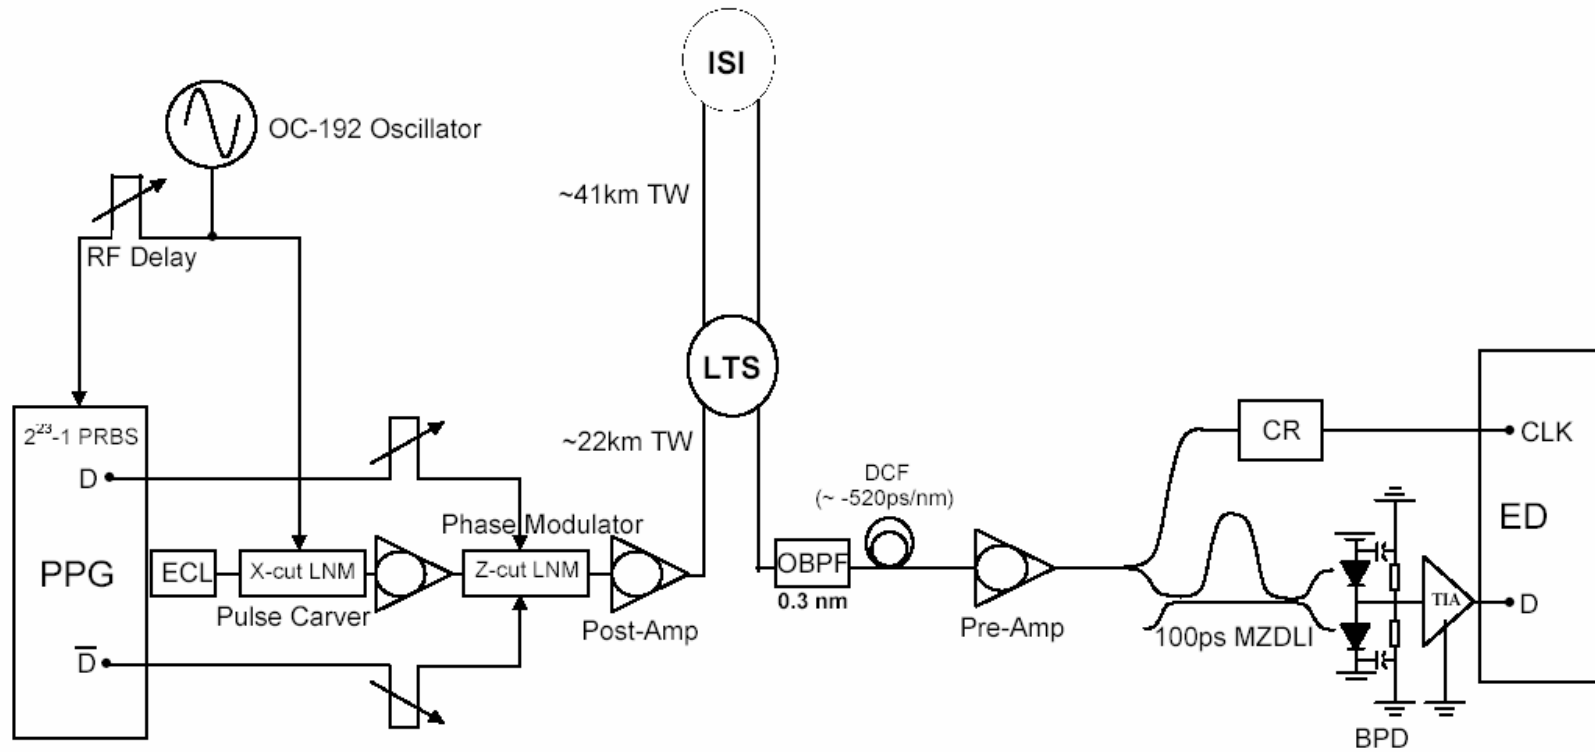 ISI
OC-192 Oscillator
~41km TW
RF Delay
LTS
2²³-1 PRBS
~22km TW
CR
CLK
D
DCF
(~ -520ps/nm)
Phase Modulator
ED
PPG
ECL
X-cut LNM
Z-cut LNM
OBPF
0.3 nm
Pulse Carver
Post-Amp
Pre-Amp
100ps MZDLI
TIA
D
D̅
BPD